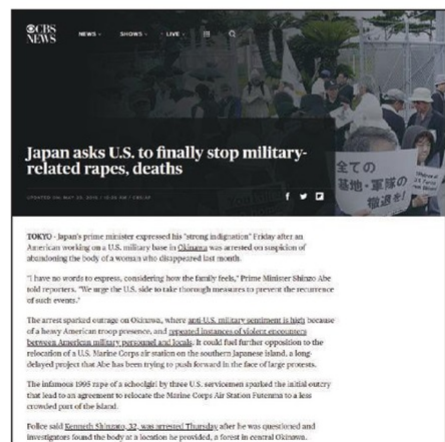 CBS
NEWS
NEWS
SHOWS
LIVE
Japan asks U.S. to finally stop military-
related rapes, deaths
全ての
基地・軍隊の
撤退を!
TOKYO - Japan's prime minister expressed his "strong indignation" Friday after an
American working on a U.S. military base in Okinawa was arrested on suspicion of
abandoning the body of a woman who disappeared last month.
"I have no words to express, considering how the family feels," Prime Minister Shinzo Abe
told reporters. "We urge the U.S. side to take thorough measures to prevent the recurrence
of such events."
The arrest sparked outrage on Okinawa, where anti-U.S. military sentiment is high because
of a heavy American troop presence, and repeated instances of violent encounters
between American military personnel and locals. It could fuel further opposition to the
relocation of a U.S. Marine Corps air station on the southern Japanese island, a long-
delayed project that Abe has been trying to push forward in the face of large protests.
The infamous 1995 rape of a schoolgirl by three U.S. servicemen sparked the initial outcry
that lead to an agreement to relocate the Marine Corps Air Station Futenma to a less
crowded part of the island.
Police said Kenneth Shinzato, 32, was arrested Thursday after he was questioned and
investigators found the body at a location he provided, a forest in central Okinawa.